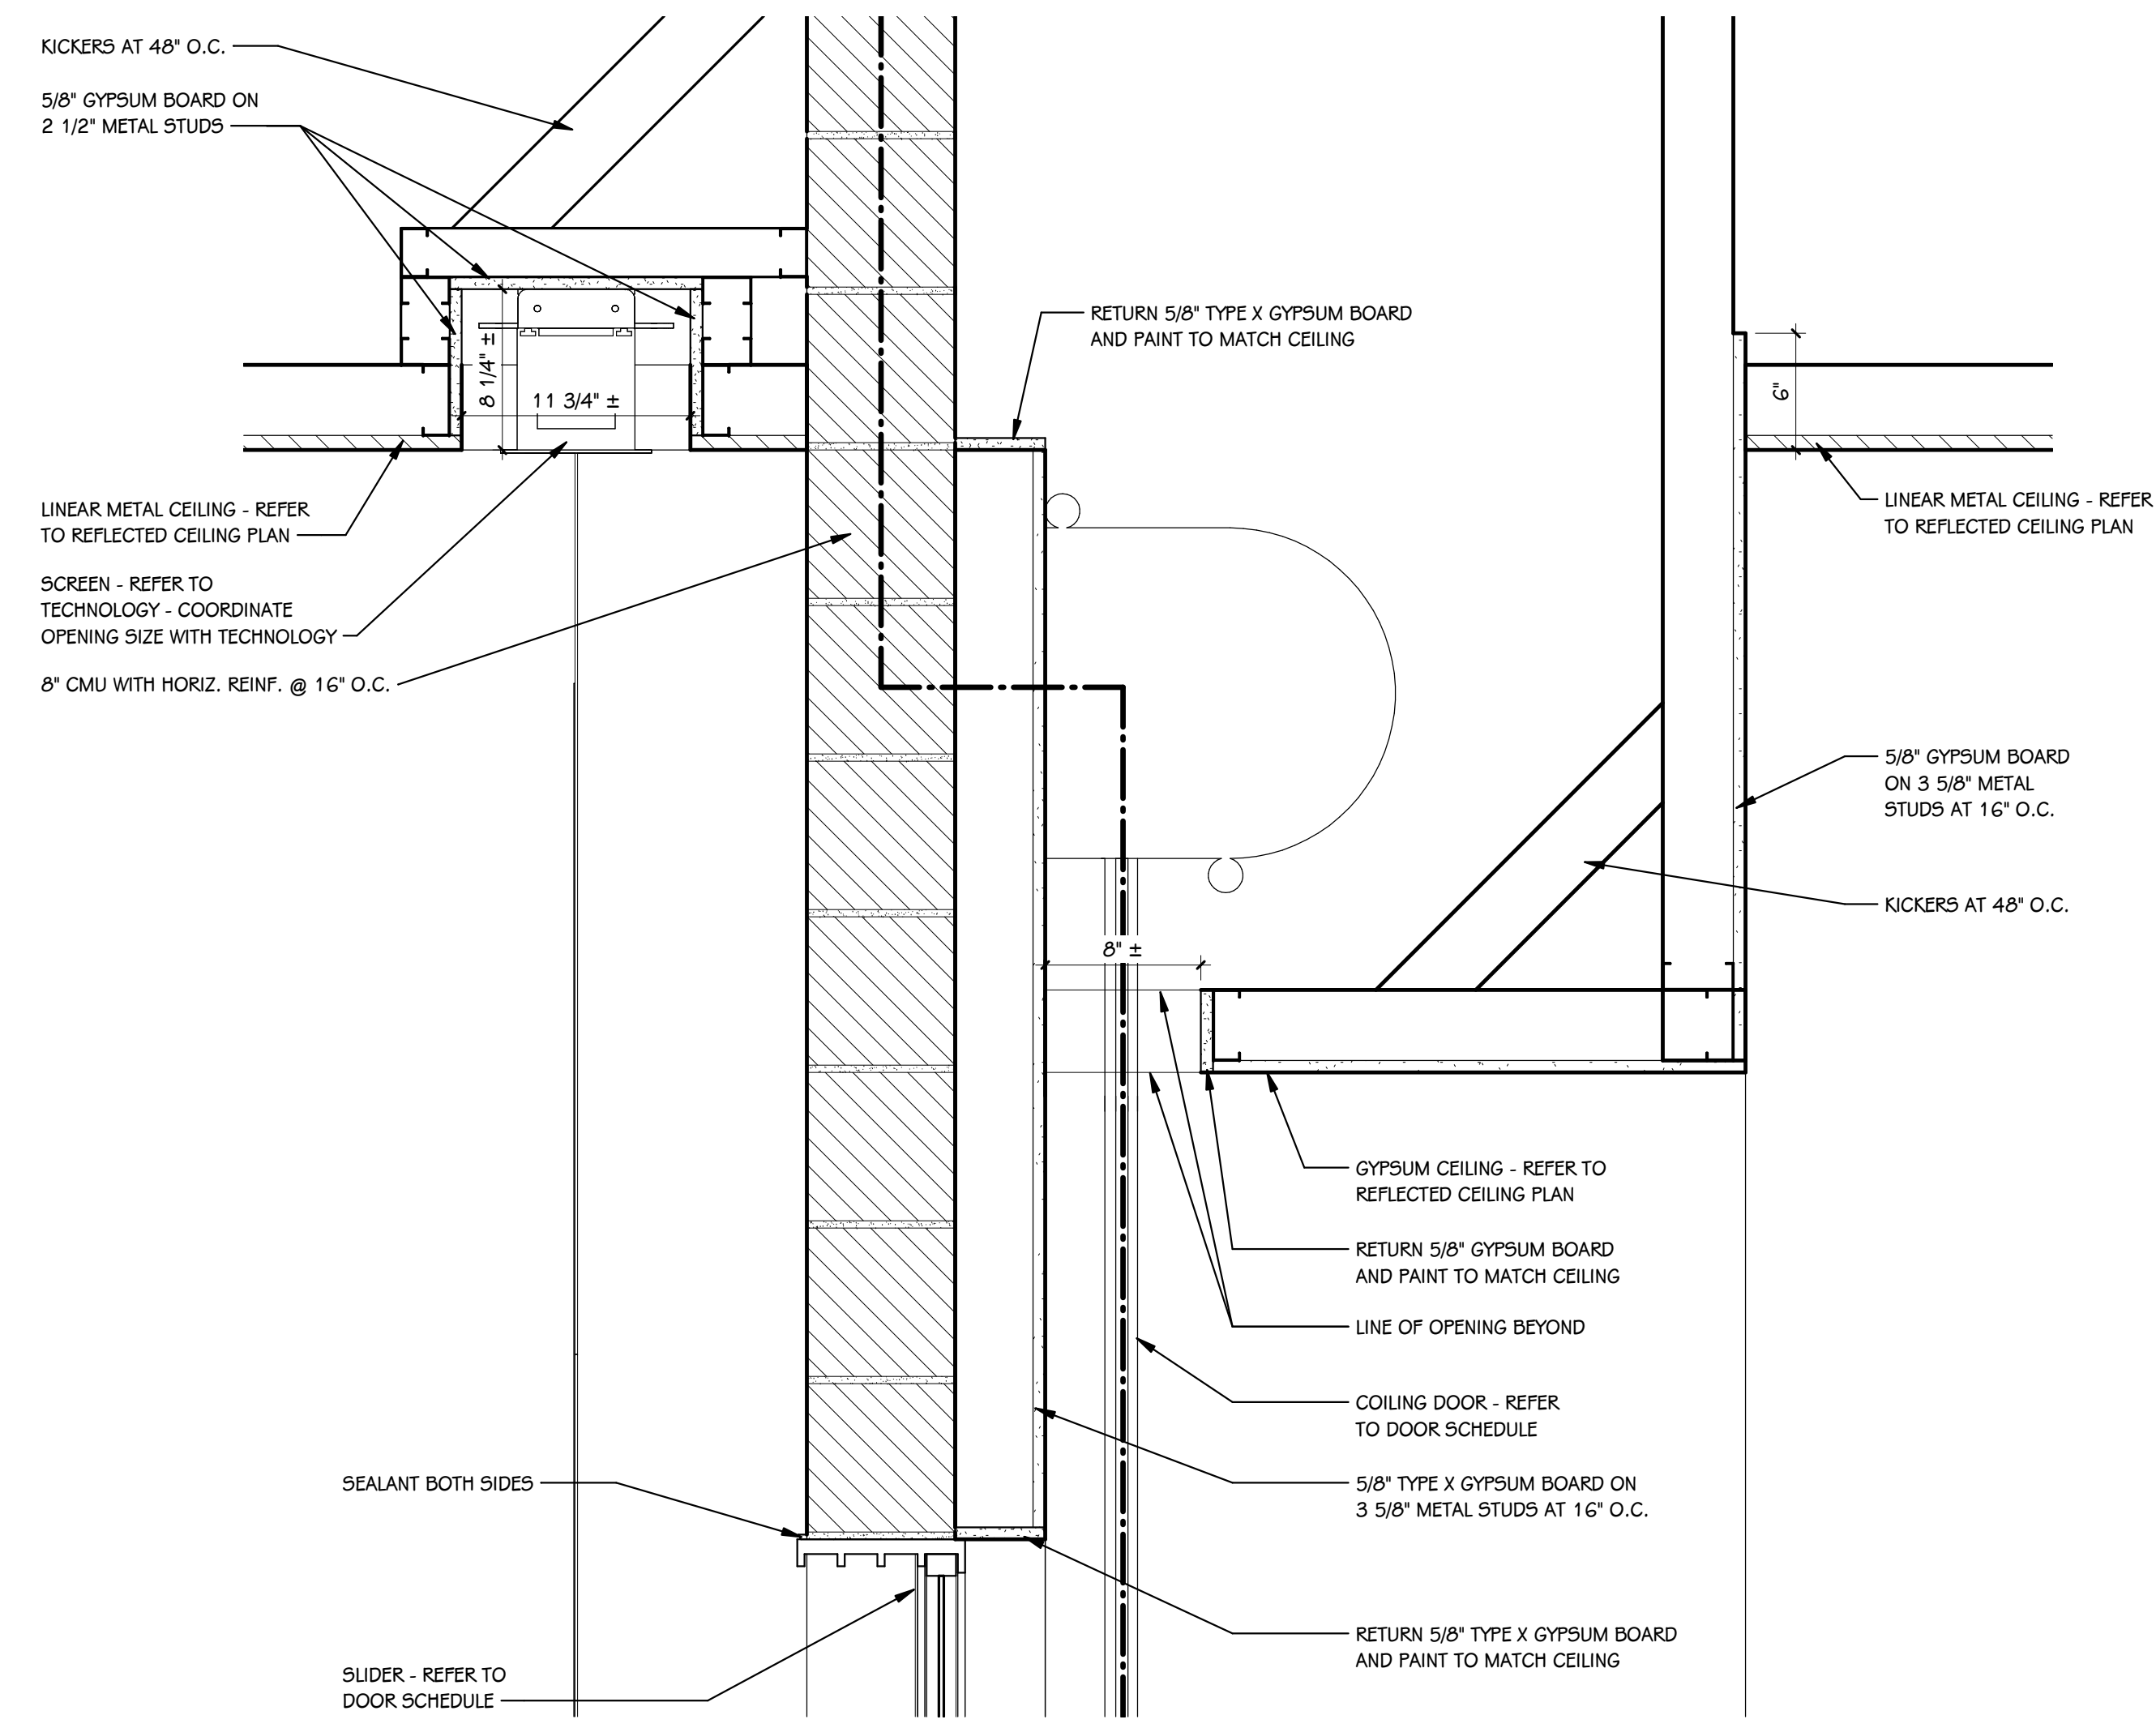 KICKERS AT 48" O.C.
5/8" GYPSUM BOARD ON
2 1/2" METAL STUDS
8 1/4" ±
11 3/4" ±
LINEAR METAL CEILING - REFER
TO REFLECTED CEILING PLAN
SCREEN - REFER TO
TECHNOLOGY - COORDINATE
OPENING SIZE WITH TECHNOLOGY
8" CMU WITH HORIZ. REINF. @ 16" O.C.
RETURN 5/8" TYPE X GYPSUM BOARD
AND PAINT TO MATCH CEILING
6"
LINEAR METAL CEILING - REFER
TO REFLECTED CEILING PLAN
5/8" GYPSUM BOARD
ON 3 5/8" METAL
STUDS AT 16" O.C.
KICKERS AT 48" O.C.
8" ±
GYPSUM CEILING - REFER TO
REFLECTED CEILING PLAN
RETURN 5/8" GYPSUM BOARD
AND PAINT TO MATCH CEILING
LINE OF OPENING BEYOND
COILING DOOR - REFER
TO DOOR SCHEDULE
5/8" TYPE X GYPSUM BOARD ON
3 5/8" METAL STUDS AT 16" O.C.
RETURN 5/8" TYPE X GYPSUM BOARD
AND PAINT TO MATCH CEILING
SEALANT BOTH SIDES
SLIDER - REFER TO
DOOR SCHEDULE